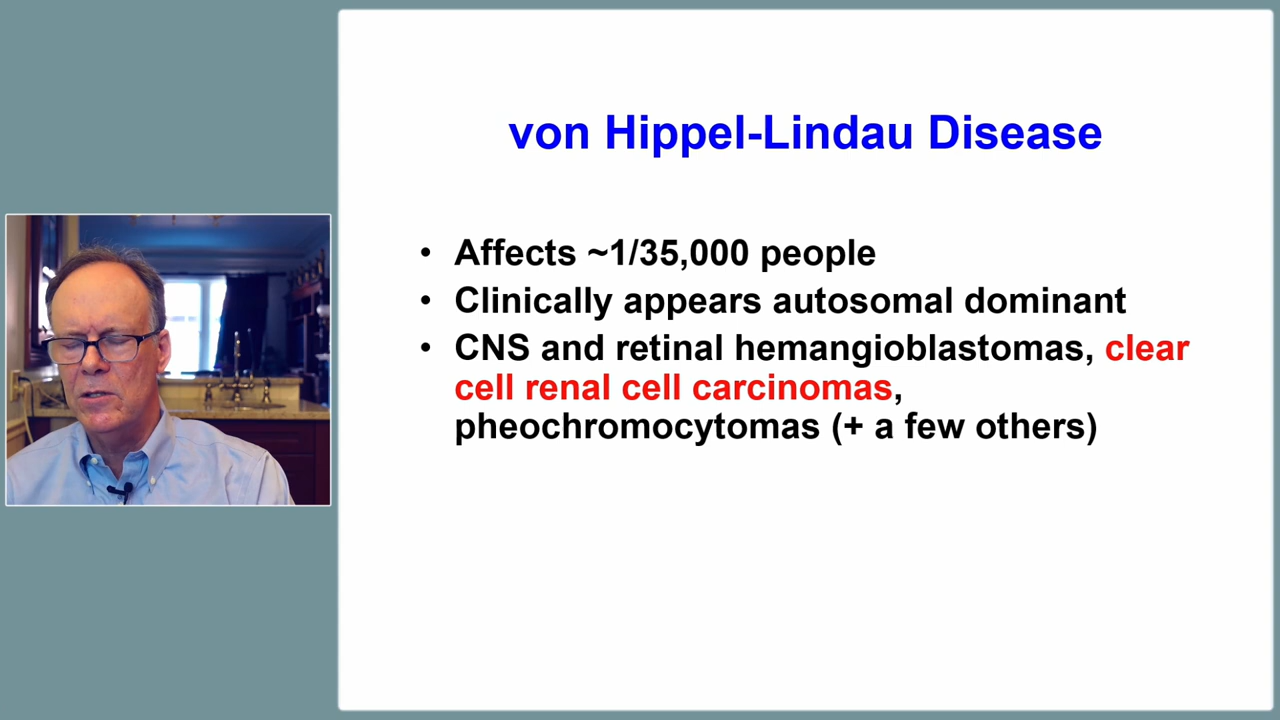 von Hippel-Lindau Disease
• Affects ~1/35,000 people
• Clinically appears autosomal dominant
• CNS and retinal hemangioblastomas, clear
cell renal cell carcinomas,
pheochromocytomas (+ a few others)